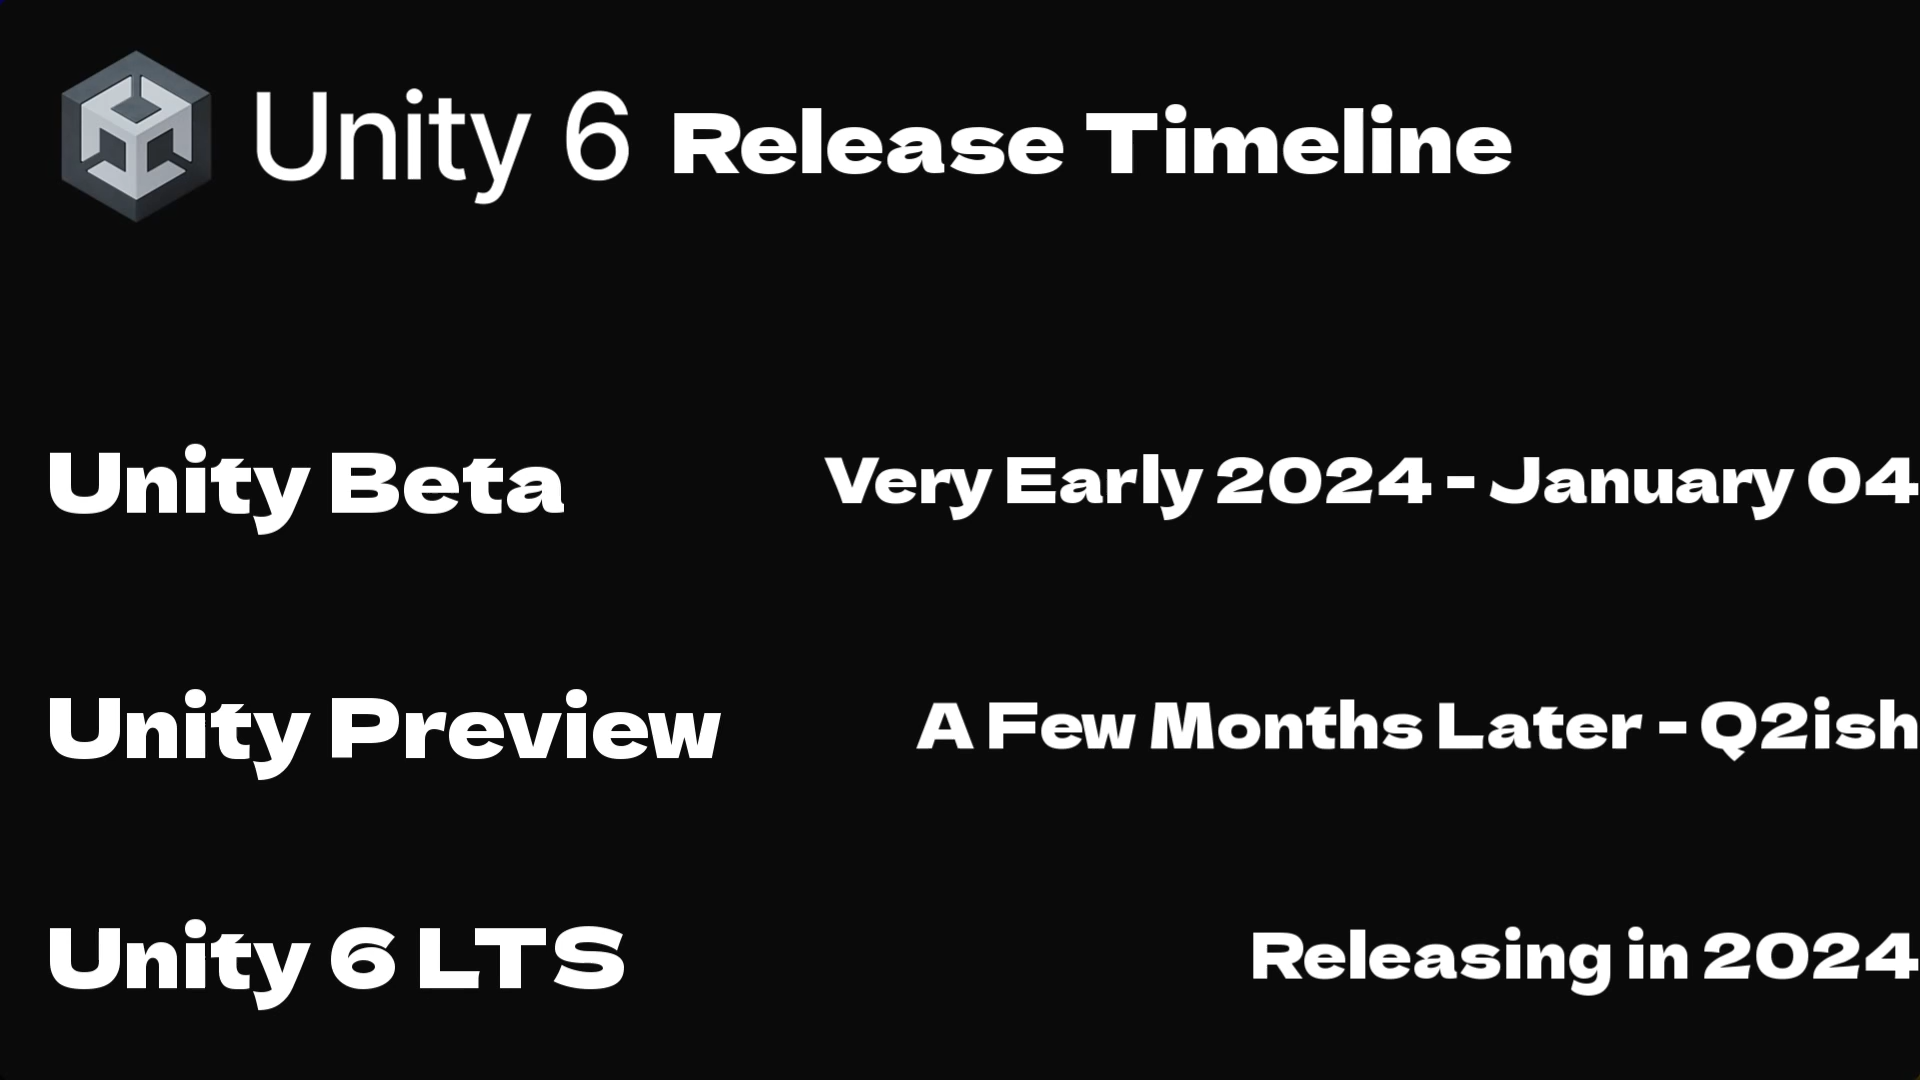 Unity 6 Release Timeline
Unity Beta Very Early 2024 - January 04
Unity Preview A Few Months Later - Q2ish
Unity 6 LTS Releasing in 2024